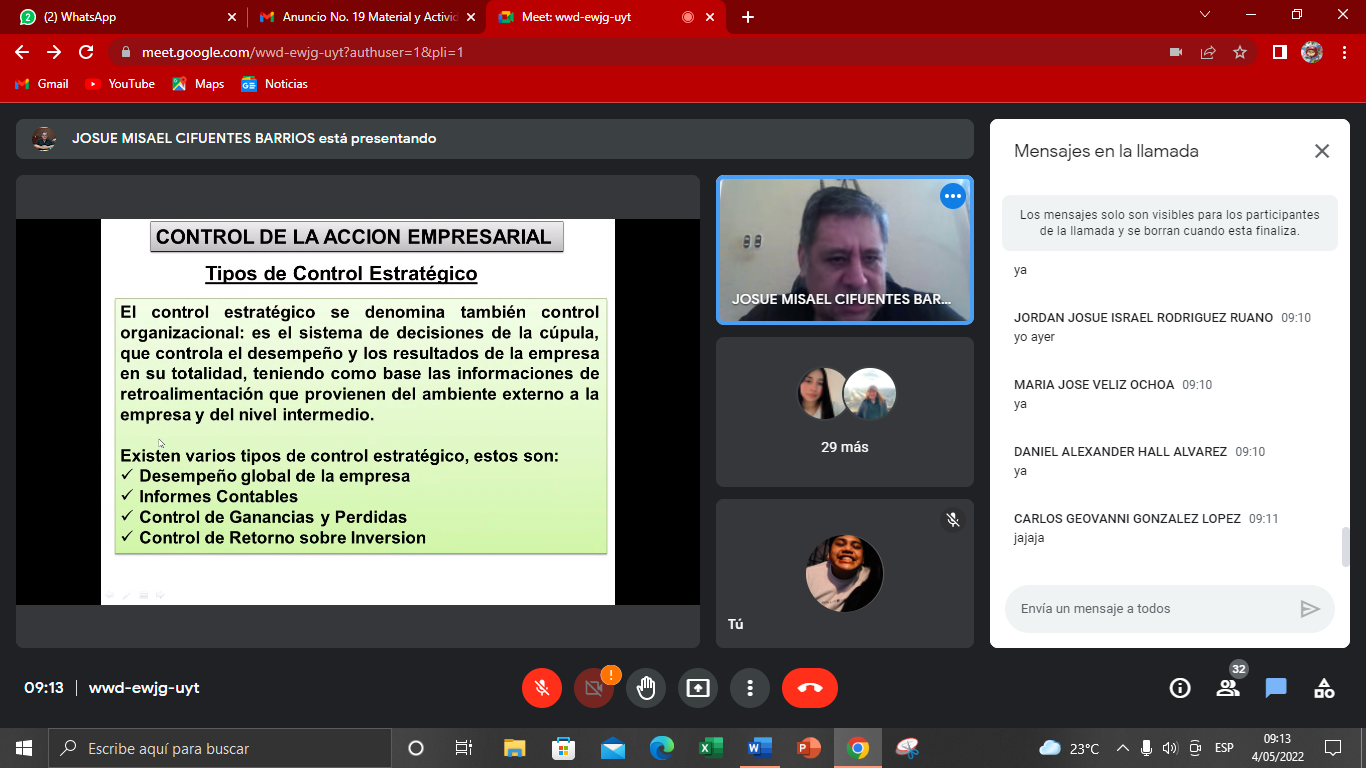 (2) WhatsApp
Anuncio No. 19 Material y Activid
Meet: wwd-ewjg-uyt
meet.google.com/wwd-ewjg-uyt?authuser=1&pli=1
Gmail
YouTube
Maps
Noticias
JOSUE MISAEL CIFUENTES BARRIOS está presentando
CONTROL DE LA ACCION EMPRESARIAL
Tipos de Control Estratégico
El control estratégico se denomina también control
organizacional: es el sistema de decisiones de la cúpula,
que controla el desempeño y los resultados de la empresa
en su totalidad, teniendo como base las informaciones de
retroalimentación que provienen del ambiente externo a la
empresa y del nivel intermedio.
Existen varios tipos de control estratégico, estos son:
✓ Desempeño global de la empresa
✓ Informes Contables
✓ Control de Ganancias y Perdidas
✓ Control de Retorno sobre Inversion
JOSUE MISAEL CIFUENTES BAR...
29 más
Tú
Mensajes en la llamada
Los mensajes solo son visibles para los participantes
de la llamada y se borran cuando esta finaliza.
ya
JORDAN JOSUE ISRAEL RODRIGUEZ RUANO 09:10
yo ayer
MARIA JOSE VELIZ OCHOA 09:10
ya
DANIEL ALEXANDER HALL ALVAREZ 09:10
ya
CARLOS GEOVANNI GONZALEZ LOPEZ 09:11
jajaja
Envía un mensaje a todos
09:13 | wwd-ewjg-uyt
32
Escribe aquí para buscar
23°C
ESP
09:13
4/05/2022